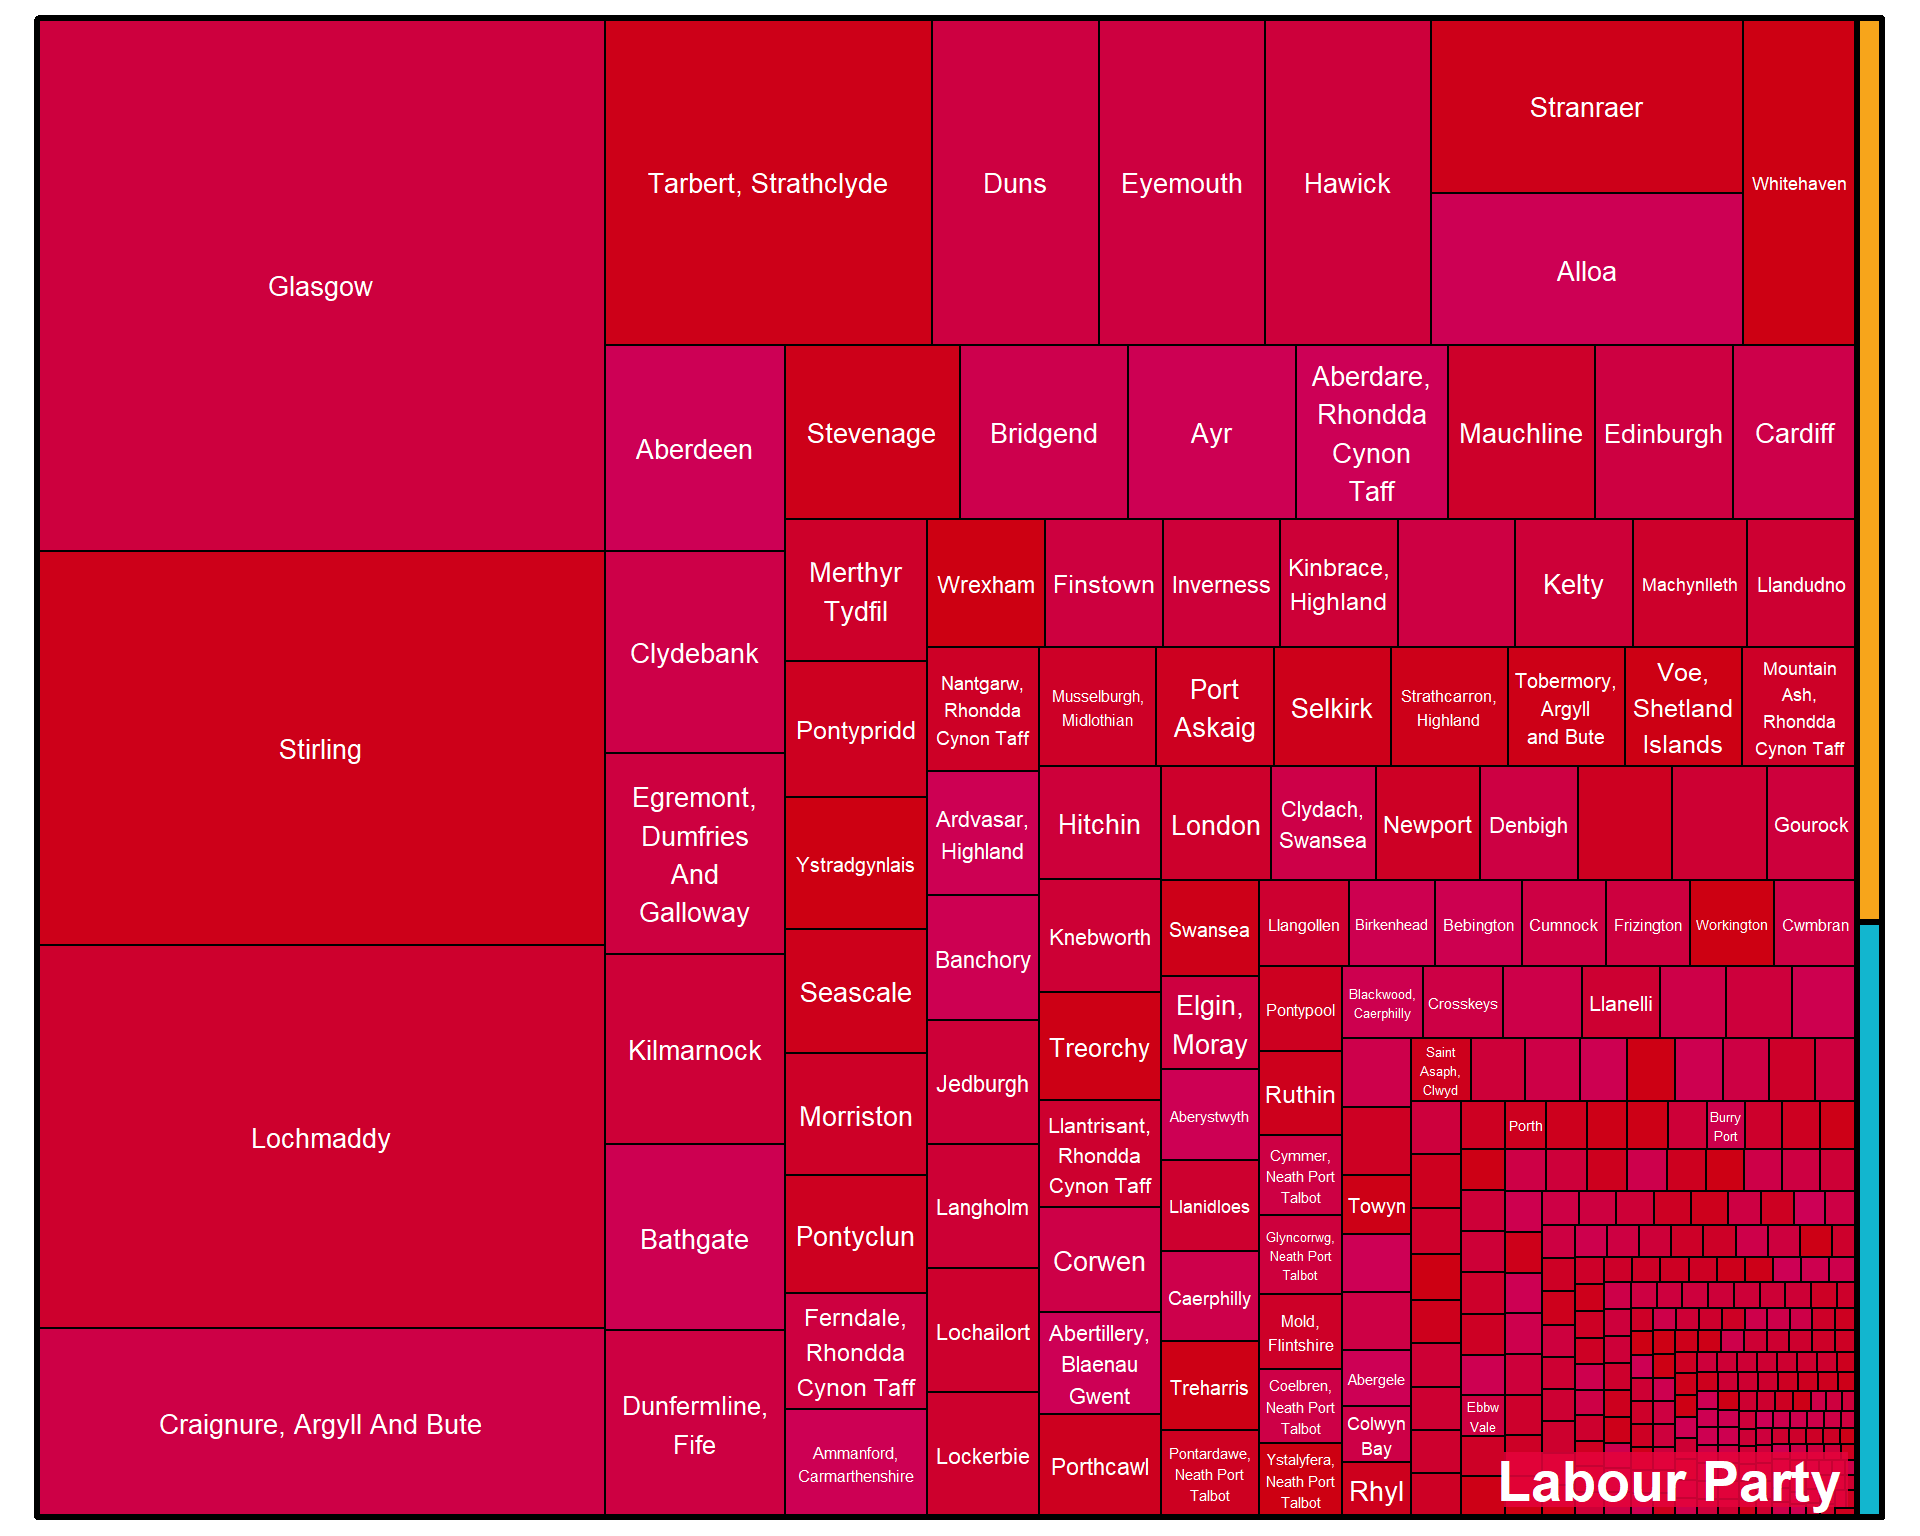 Glasgow
Stirling
Lochmaddy
Craignure, Argyll And Bute
Tarbert, Strathclyde
Duns
Eyemouth
Hawick
Stranraer
Alloa
Whitehaven
Aberdeen
Clydebank
Egremont,
Dumfries
And
Galloway
Kilmarnock
Bathgate
Dunfermline,
Fife
Stevenage
Bridgend
Ayr
Aberdare,
Rhondda
Cynon
Taff
Mauchline
Edinburgh
Cardiff
Merthyr
Tydfil
Pontypridd
Ystradgynlais
Seascale
Morriston
Pontyclun
Ferndale,
Rhondda
Cynon Taff
Ammanford,
Carmarthenshire
Wrexham
Finstown
Inverness
Kinbrace,
Highland
Kelty
Machynlleth
Llandudno
Nantgarw,
Rhondda
Cynon Taff
Ardvasar,
Highland
Banchory
Jedburgh
Langholm
Lochailort
Lockerbie
Musselburgh,
Midlothian
Port
Askaig
Selkirk
Strathcarron,
Highland
Tobermory,
Argyll
and Bute
Voe,
Shetland
Islands
Mountain
Ash,
Rhondda
Cynon Taff
Hitchin
Knebworth
Treorchy
Llantrisant,
Rhondda
Cynon Taff
Corwen
Abertillery,
Blaenau
Gwent
Porthcawl
London
Clydach,
Swansea
Newport
Denbigh
Gourock
Swansea
Elgin,
Moray
Aberystwyth
Llanidloes
Caerphilly
Treharris
Pontardawe,
Neath Port
Talbot
Llangollen
Birkenhead
Bebington
Cumnock
Frizington
Workington
Cwmbran
Pontypool
Ruthin
Cymmer,
Neath Port
Talbot
Glyncorrwg,
Neath Port
Talbot
Mold,
Flintshire
Coelbren,
Neath Port
Talbot
Ystalyfera,
Neath Port
Talbot
Blackwood,
Caerphilly
Crosskeys
Llanelli
Towyn
Abergele
Colwyn
Bay
Rhyl
Saint
Asaph,
Clwyd
Porth
Burry
Port
Ebbw
Vale
Labour Party